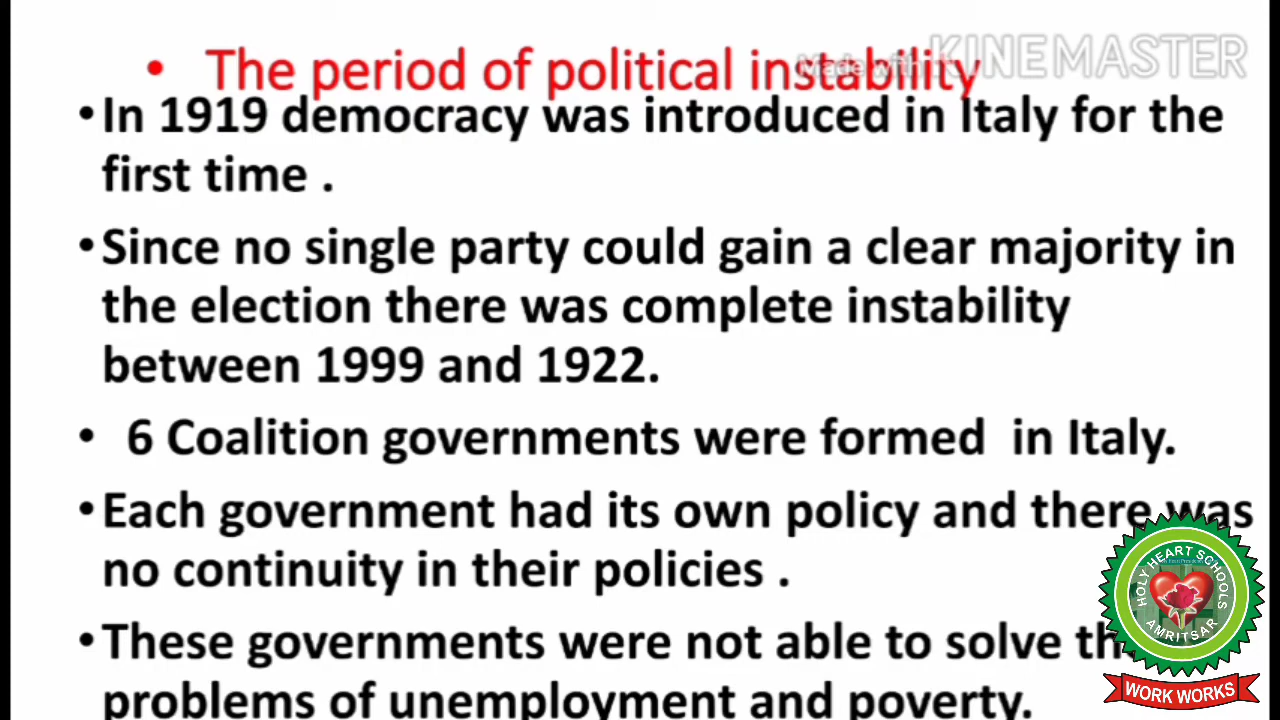 • The period of political instability
Made with KINEMASTER
• In 1919 democracy was introduced in Italy for the
first time .
• Since no single party could gain a clear majority in
the election there was complete instability
between 1999 and 1922.
• 6 Coalition governments were formed in Italy.
• Each government had its own policy and there was
no continuity in their policies .
• These governments were not able to solve th
problems of unemployment and poverty.
HOLY HEART SCHOOLS
AMRITSAR
WORK WORKS